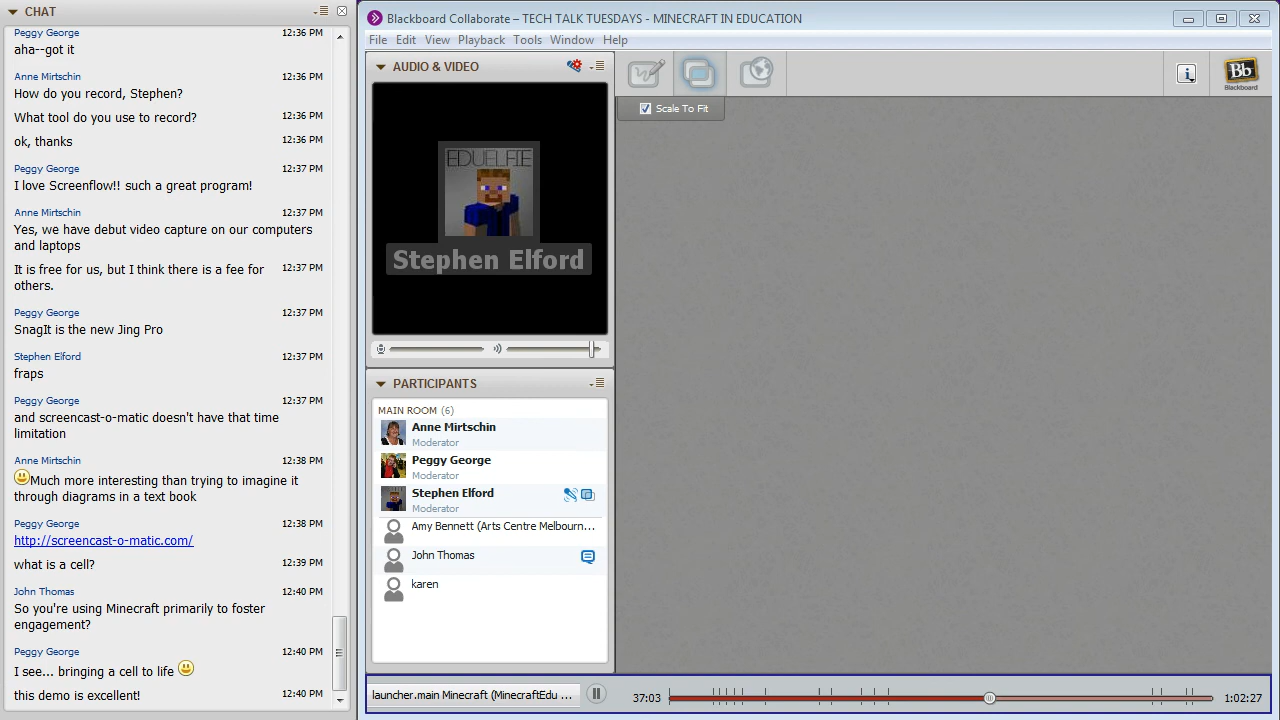 CHAT
Peggy George 12:36 PM
aha--got it
Anne Mirtschin 12:36 PM
How do you record, Stephen?
What tool do you use to record? 12:36 PM
ok, thanks 12:36 PM
Peggy George 12:37 PM
I love Screenflow!! such a great program!
Anne Mirtschin 12:37 PM
Yes, we have debut video capture on our computers
and laptops
It is free for us, but I think there is a fee for 12:37 PM
others.
Peggy George 12:37 PM
SnagIt is the new Jing Pro
Stephen Elford 12:37 PM
fraps
Peggy George 12:37 PM
and screencast-o-matic doesn't have that time
limitation
Anne Mirtschin 12:38 PM
Much more interesting than trying to imagine it
through diagrams in a text book
Peggy George 12:38 PM
http://screencast-o-matic.com/
what is a cell? 12:39 PM
John Thomas 12:40 PM
So you're using Minecraft primarily to foster
engagement?
Peggy George 12:40 PM
I see... bringing a cell to life
this demo is excellent! 12:40 PM
Blackboard Collaborate – TECH TALK TUESDAYS - MINECRAFT IN EDUCATION
File Edit View Playback Tools Window Help
AUDIO & VIDEO
EDUELFIE
Stephen Elford
PARTICIPANTS
MAIN ROOM (6)
Anne Mirtschin
Moderator
Peggy George
Moderator
Stephen Elford
Moderator
Amy Bennett (Arts Centre Melbourn...
John Thomas
karen
Scale To Fit
i
Bb
Blackboard
launcher.main Minecraft (MinecraftEdu ...
37:03
1:02:27